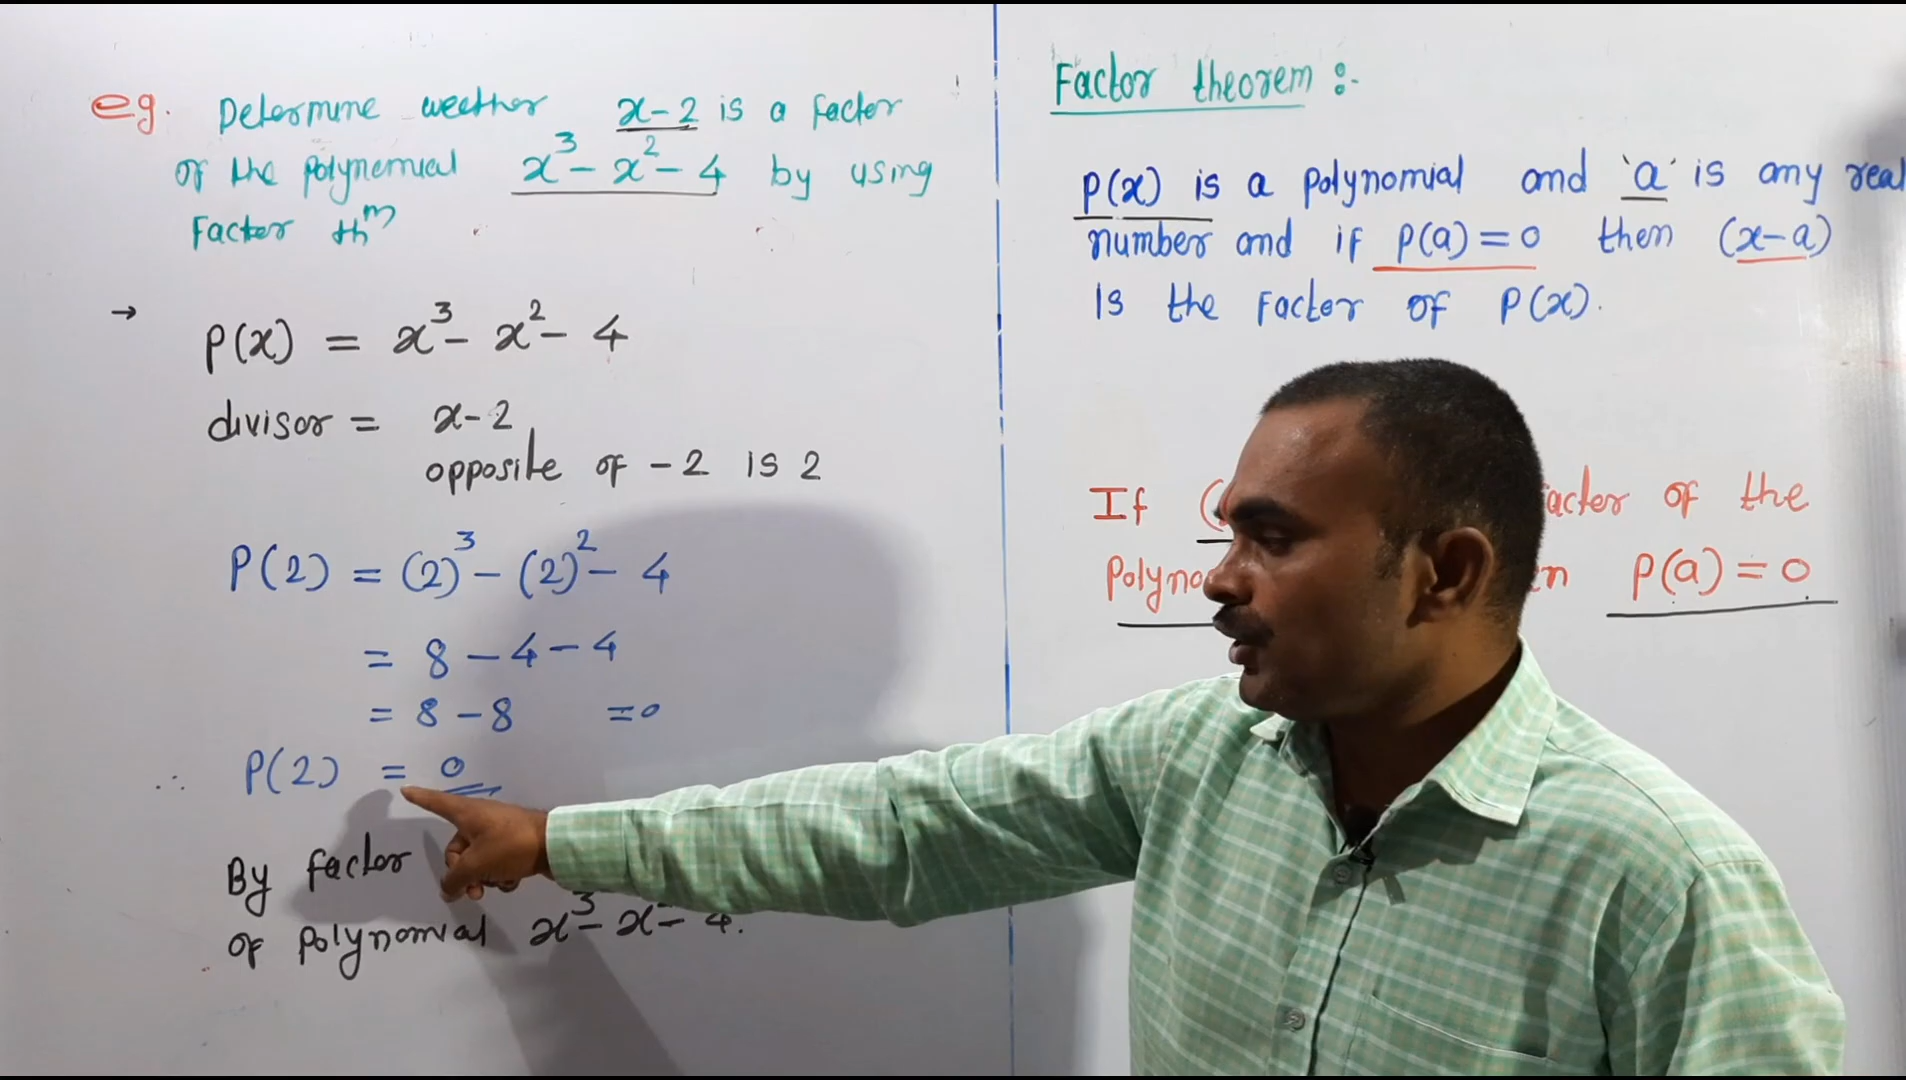 eg. Determine weether x-2 is a factor
of the polynemial x³ - x² - 4 by using
Factor thᵐ
→ P(x) = x³ - x² - 4
divisor = x-2
opposite of -2 is 2
P(2) = (2)³ - (2)² - 4
= 8 - 4 - 4
= 8 - 8 =0
∴ P(2) = 0
By factor
of polynomial x³ - x² - 4.
Factor theorem :-
P(x) is a polynomial and 'a' is any real
number and if P(a) = 0 then (x-a)
is the Factor of P(x).
If factor of the
P(a) = 0